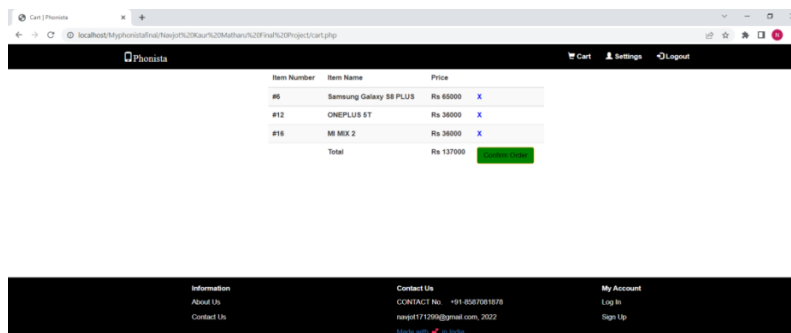 Cart | Phonista
localhost/Myphonistafinal/Navjot%20Kaur%20Matharu%20Final%20Project/cart.php
N
Phonista
Cart Settings Logout
Item Number Item Name Price
#6 Samsung Galaxy S8 PLUS Rs 65000 X
#12 ONEPLUS 5T Rs 36000 X
#16 MI MIX 2 Rs 36000 X
Total Rs 137000 Confirm Order
Information Contact Us My Account
About Us CONTACT No. +91-8587081878 Log In
Contact Us navjot171299@gmail.com, 2022 Sign Up
Made with in India